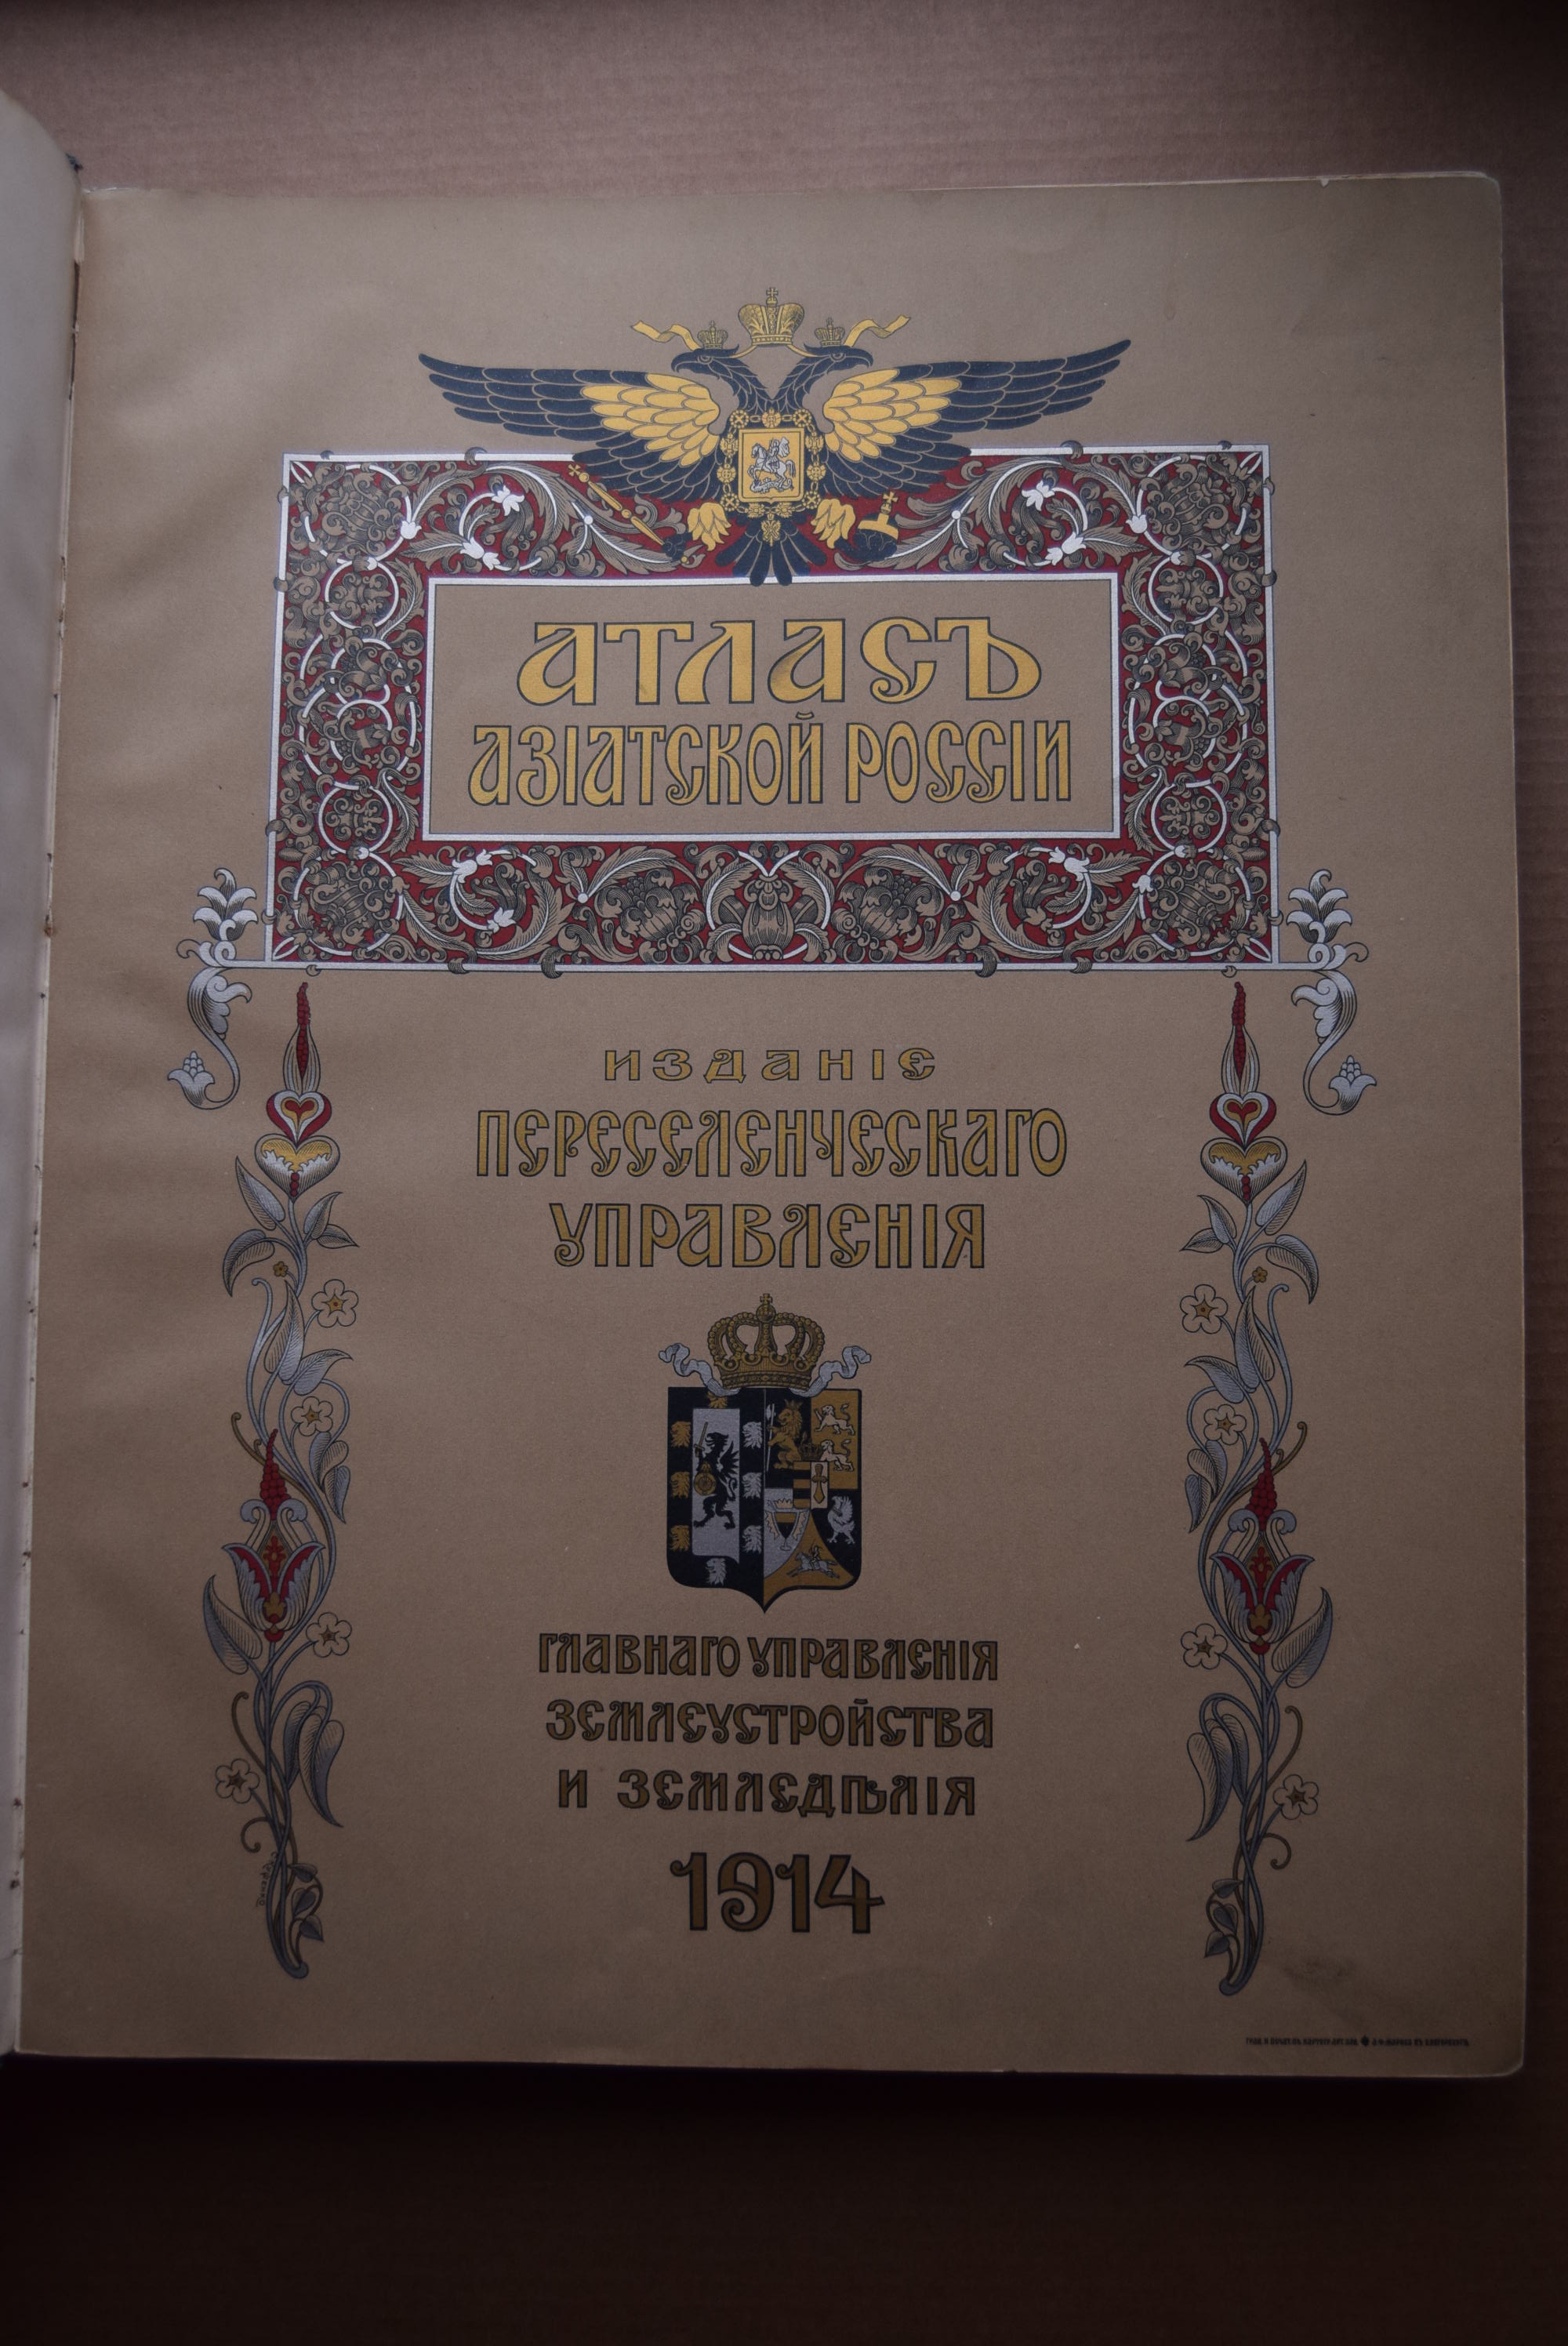 АТЛАСЪ
АЗІАТСКОЙ РОССІИ
ИЗДАНІЕ
ПЕРЕСЕЛЕНЧЕСКАГО
УПРАВЛЕНІЯ
ГЛАВНАГО УПРАВЛЕНІЯ
ЗЕМЛЕУСТРОЙСТВА
И ЗЕМЛЕДѢЛІЯ
1914